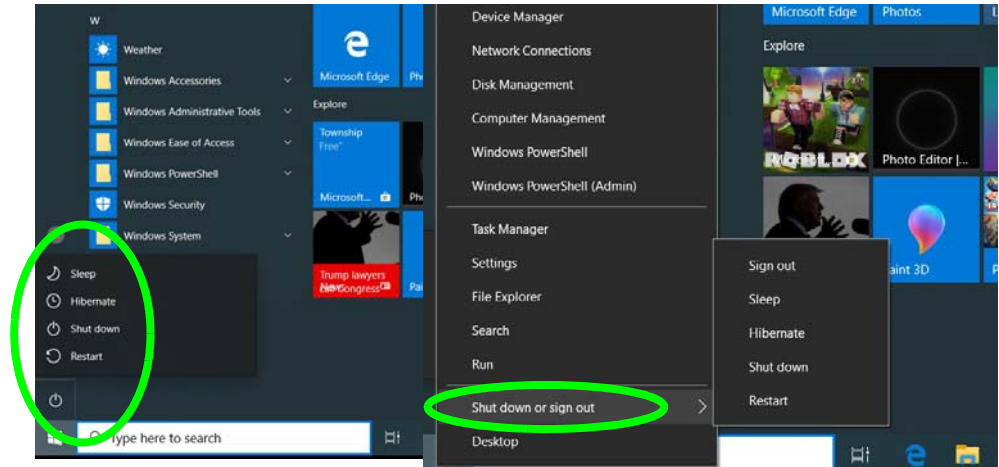 W
Weather
Windows Accessories
Windows Administrative Tools
Windows Ease of Access
Windows PowerShell
Windows Security
Windows System
Sleep
Hibernate
Shut down
Restart
Type here to search
Microsoft Edge
Explore
Township
Free*
Microsoft...
Trump lawyers
Congress
Device Manager
Network Connections
Disk Management
Computer Management
Windows PowerShell
Windows PowerShell (Admin)
Task Manager
Settings
File Explorer
Search
Run
Shut down or sign out
Desktop
Sign out
Sleep
Hibernate
Shut down
Restart
Microsoft Edge
Photos
Explore
ROBLOX
Photo Editor |...
aint 3D